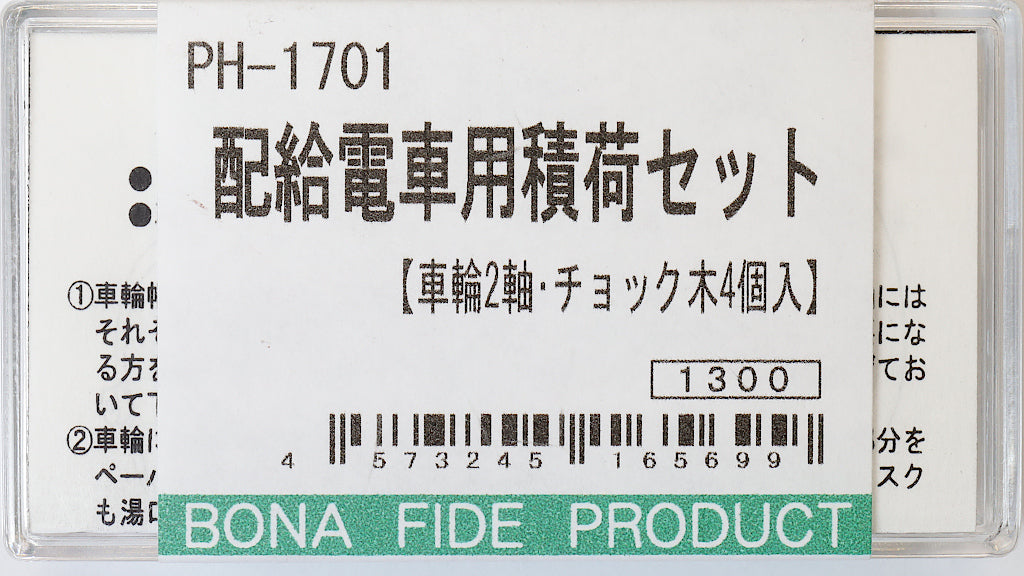 PH-1701
配給電車用積荷セット
【車輪2軸・チョック木4個入】
1300
4 573245 165699
BONA FIDE PRODUCT
①車輪
には
それ
にな
る方
てお
いて
②車輪
分を
ペー
スク
も湯口